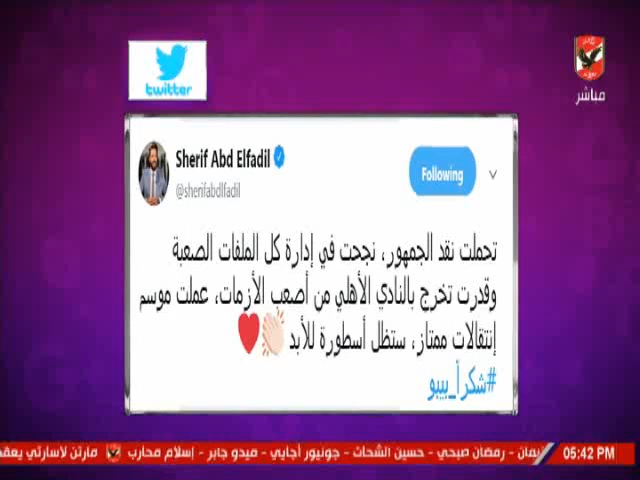 twitter
مباشر
Sherif Abd Elfadil
@sherifabdlfadil
Following
تحملت نقد الجمهور، نجحت في إدارة كل الملفات الصعبة
وقدرت تخرج بالنادي الأهلي من أصعب الأزمات، عملت موسم
إنتقالات ممتاز، ستظل أسطورة للأبد 👏🏻❤️
#شكراً_بيبو
- رمضان صبحي - حسين الشحات - جونيور أجايي - ميدو جابر - إسلام محارب مارتن لاسارتي
05:42 PM